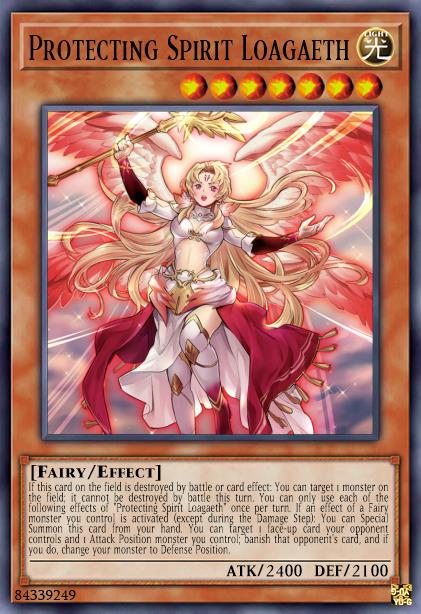 PROTECTING SPIRIT LOAGAETH
LIGHT
光
[FAIRY/EFFECT]
If this card on the field is destroyed by battle or card effect: You can target 1 monster on
the field; it cannot be destroyed by battle this turn. You can only use each of the
following effects of "Protecting Spirit Loagaeth" once per turn. If an effect of a Fairy
monster you control is activated (except during the Damage Step): You can Special
Summon this card from your hand. You can target 1 face-up card your opponent
controls and 1 Attack Position monster you control; banish that opponent's card, and if
you do, change your monster to Defense Position.
ATK/2400 DEF/2100
84339249